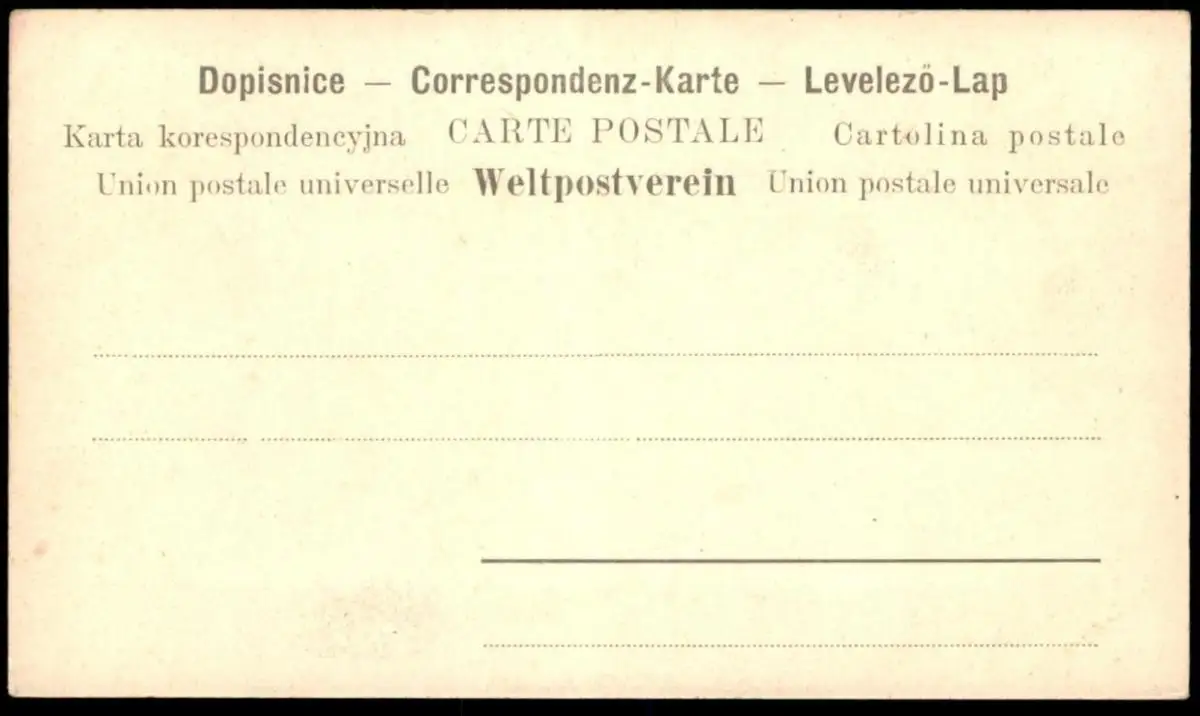 Dopisnice — Correspondenz-Karte — Levelező-Lap
Karta korespondencyjna CARTE POSTALE Cartolina postale
Union postale universelle Weltpostverein Union postale universale